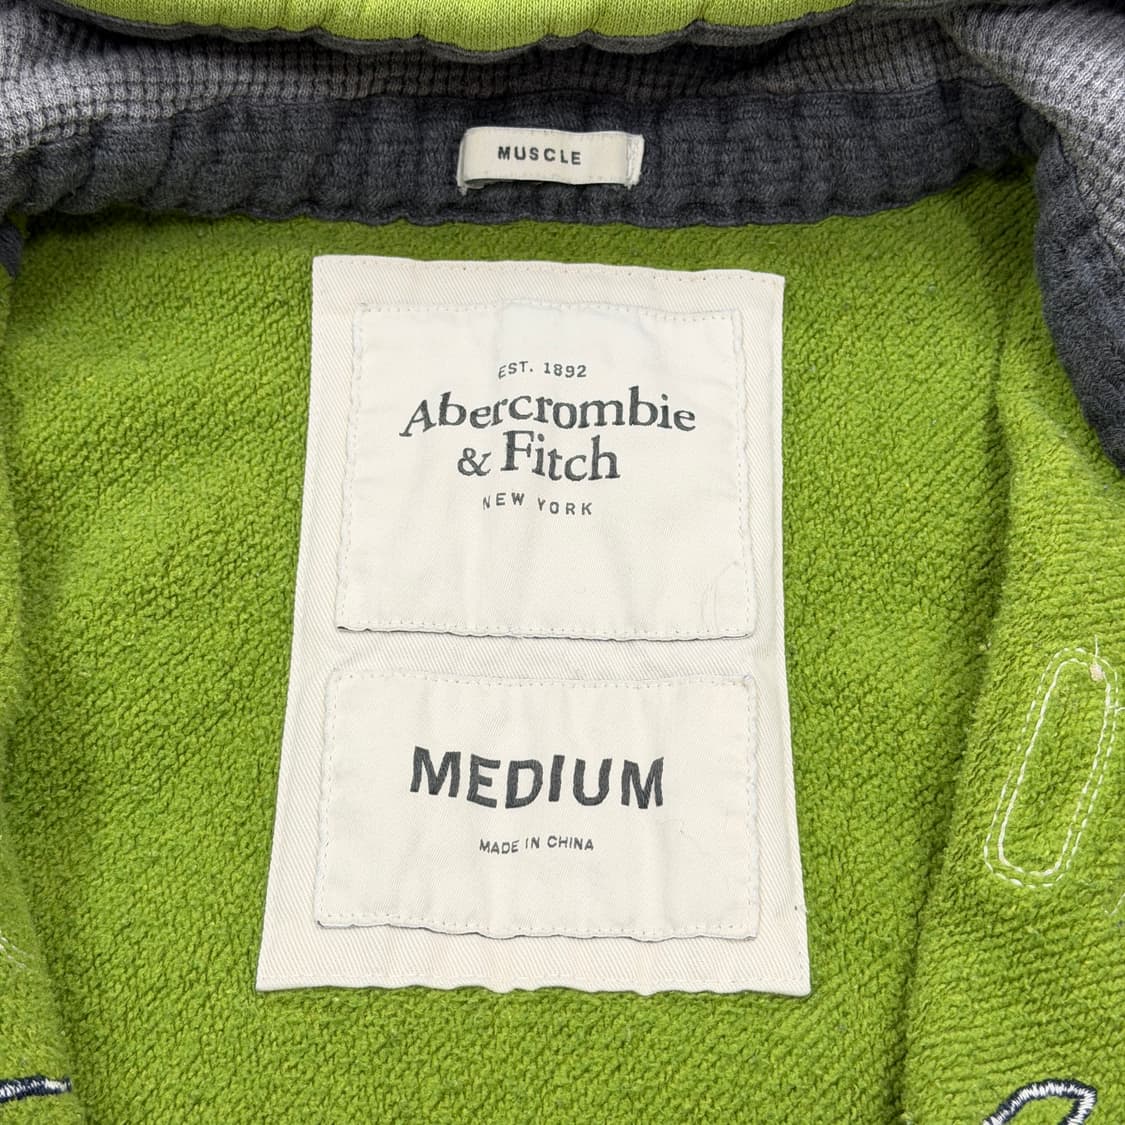 MUSCLE
EST. 1892
Abercrombie
& Fitch
NEW YORK
MEDIUM
MADE IN CHINA